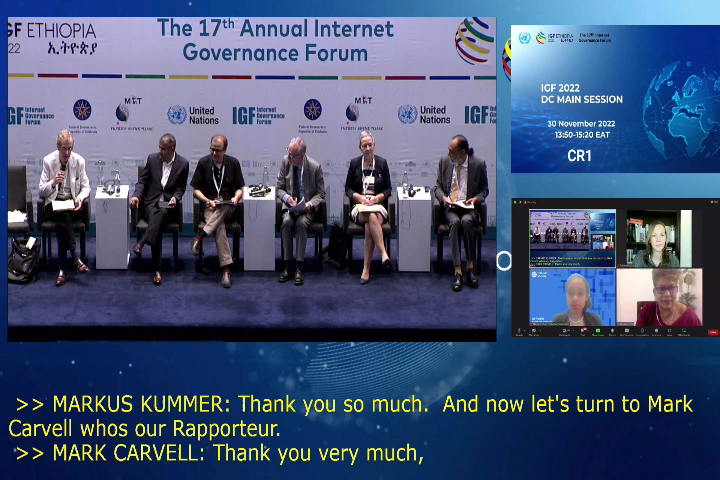 GF ETHIOPIA
2022
ኢትዮጵያ
The 17th Annual Internet
Governance Forum
IGF Internet Governance Forum
United
Nations
IGF Internet Governance Forum
United
Nations
IGF
IGF 2022
DC MAIN SESSION
30 November 2022
13:50-15:20 EAT
CR1
>> MARKUS KUMMER: Thank you so much. And now let's turn to Mark
Carvell whos our Rapporteur.
>> MARK CARVELL: Thank you very much,